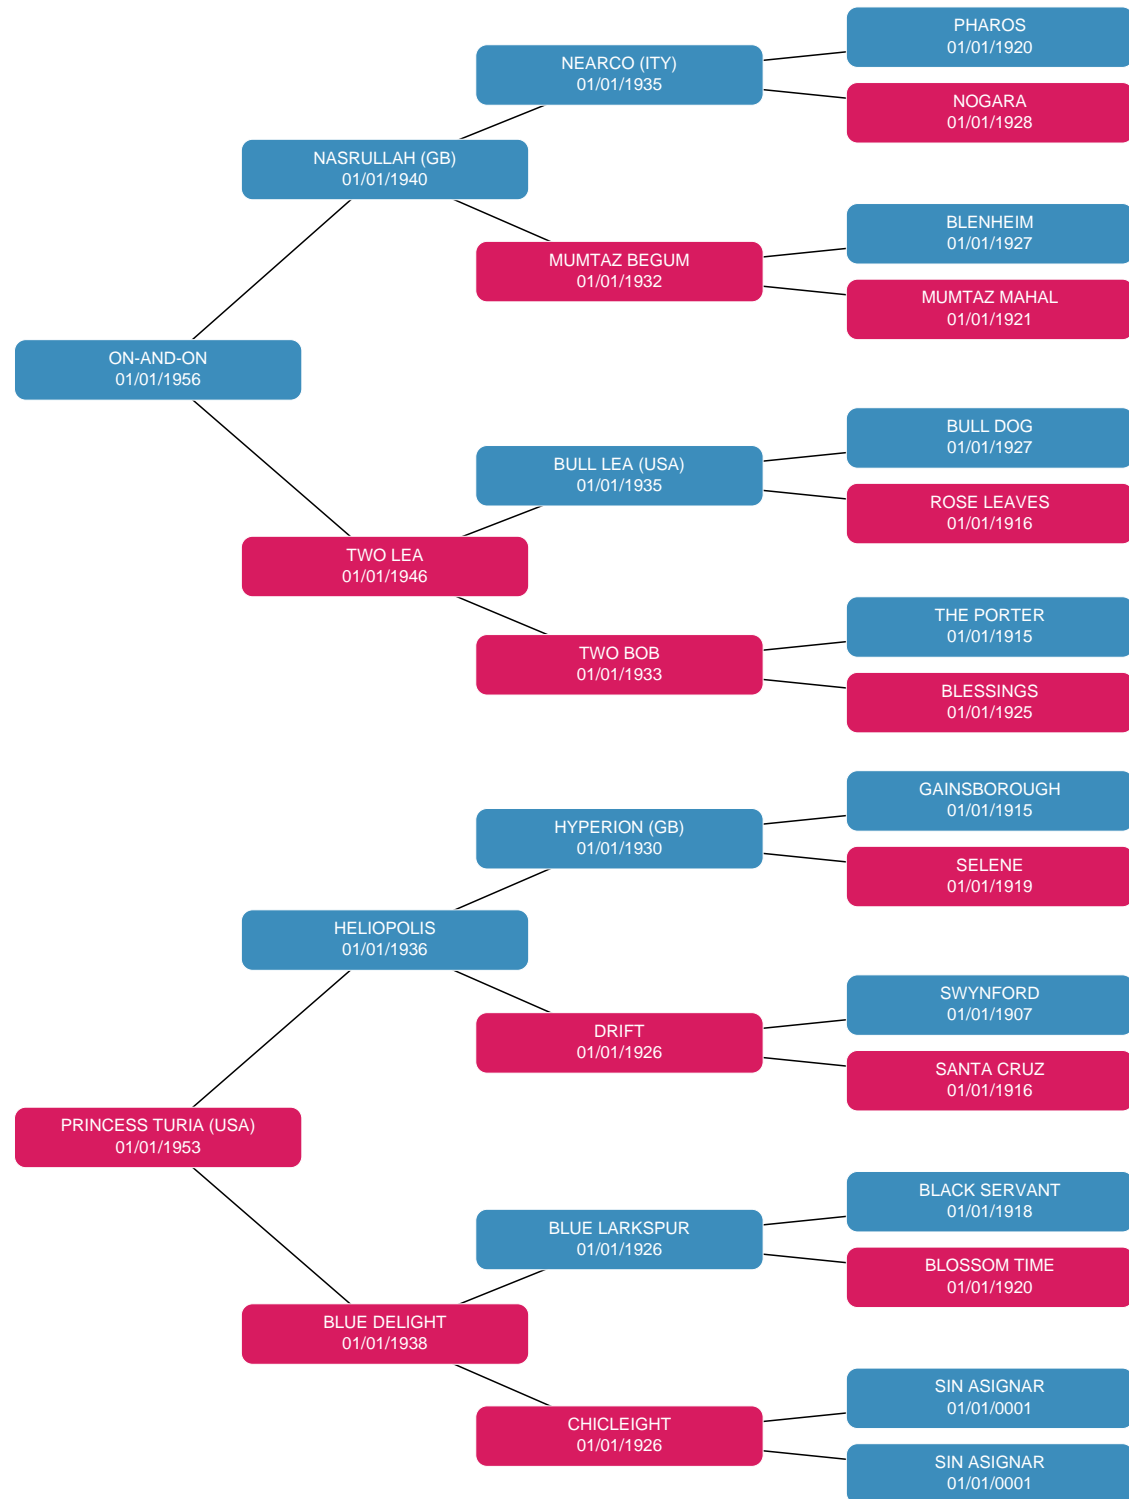 PHAROS
01/01/1920
NEARCO (ITY)
01/01/1935
NOGARA
01/01/1928
NASRULLAH (GB)
01/01/1940
BLENHEIM
01/01/1927
MUMTAZ BEGUM
01/01/1932
MUMTAZ MAHAL
01/01/1921
ON-AND-ON
01/01/1956
BULL DOG
01/01/1927
BULL LEA (USA)
01/01/1935
ROSE LEAVES
01/01/1916
TWO LEA
01/01/1946
THE PORTER
01/01/1915
TWO BOB
01/01/1933
BLESSINGS
01/01/1925
GAINSBOROUGH
01/01/1915
HYPERION (GB)
01/01/1930
SELENE
01/01/1919
HELIOPOLIS
01/01/1936
SWYNFORD
01/01/1907
DRIFT
01/01/1926
SANTA CRUZ
01/01/1916
PRINCESS TURIA (USA)
01/01/1953
BLACK SERVANT
01/01/1918
BLUE LARKSPUR
01/01/1926
BLOSSOM TIME
01/01/1920
BLUE DELIGHT
01/01/1938
SIN ASIGNAR
01/01/0001
CHICLEIGHT
01/01/1926
SIN ASIGNAR
01/01/0001